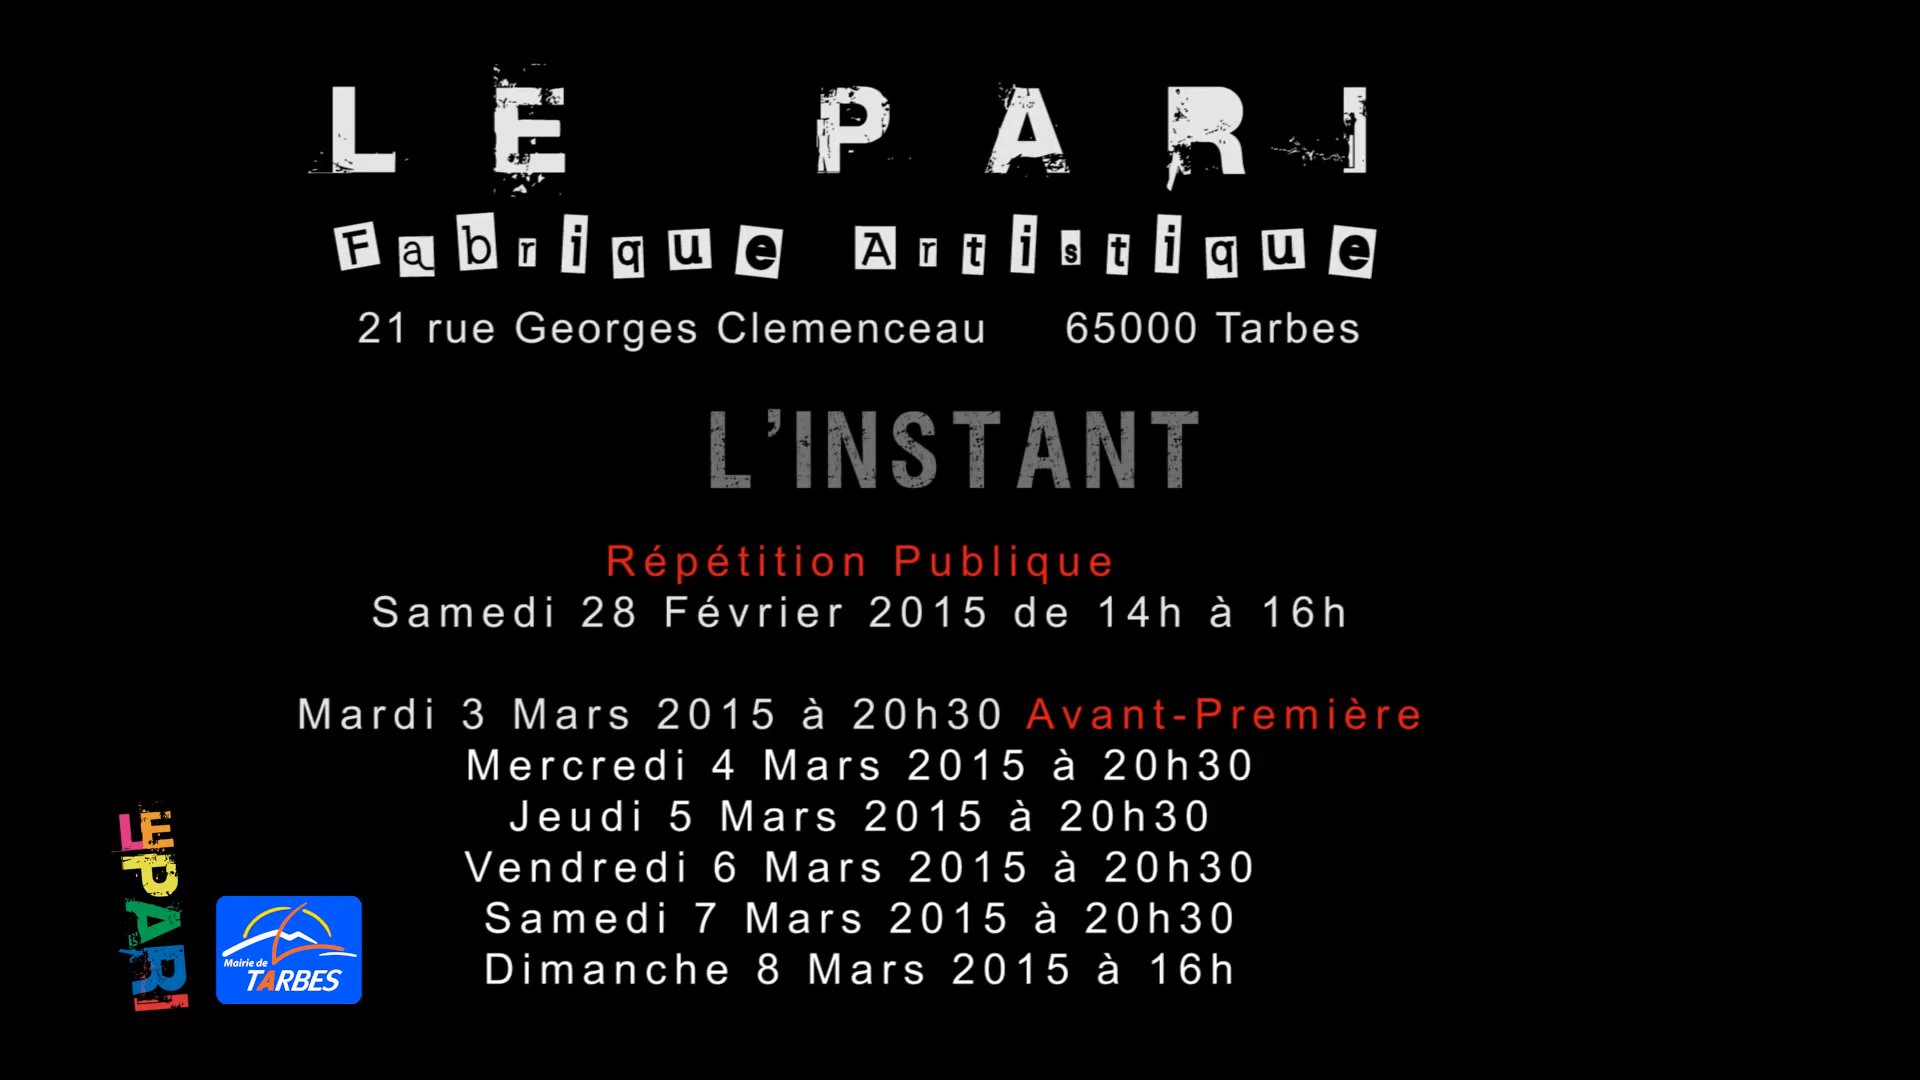 LE PARI
Fabrique Artistique
21 rue Georges Clemenceau 65000 Tarbes
L'INSTANT
Répétition Publique
Samedi 28 Février 2015 de 14h à 16h
Mardi 3 Mars 2015 à 20h30 Avant-Première
Mercredi 4 Mars 2015 à 20h30
Jeudi 5 Mars 2015 à 20h30
Vendredi 6 Mars 2015 à 20h30
Samedi 7 Mars 2015 à 20h30
Dimanche 8 Mars 2015 à 16h
LE PARI
Mairie de
TARBES